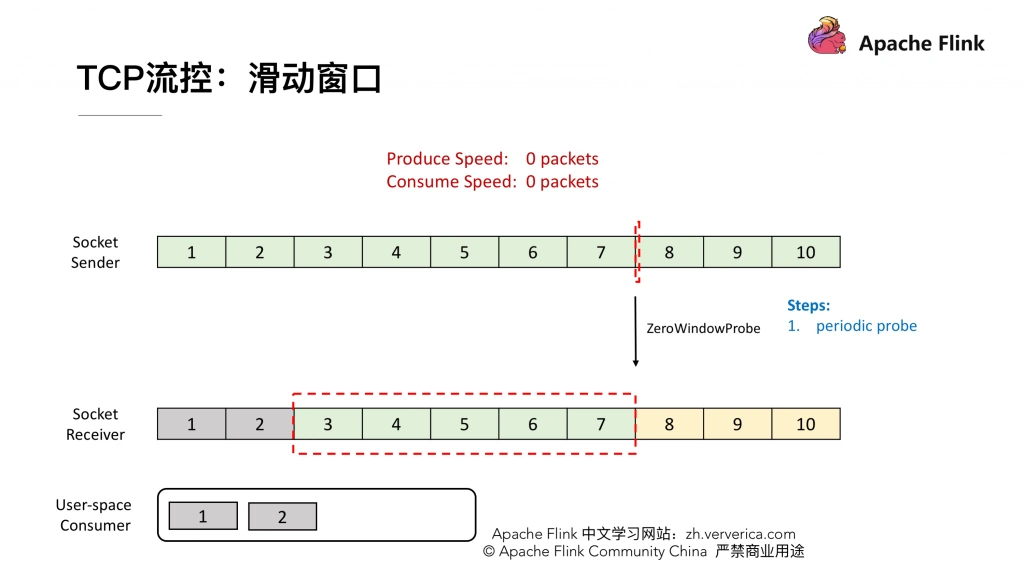 Apache Flink
TCP流控：滑动窗口
Produce Speed: 0 packets
Consume Speed: 0 packets
Socket
Sender
1 2 3 4 5 6 7 8 9 10
Steps:
1. periodic probe
ZeroWindowProbe
Socket
Receiver
1 2 3 4 5 6 7 8 9 10
User-space
Consumer
1 2
Apache Flink 中文学习网站：zh.ververica.com
© Apache Flink Community China 严禁商业用途